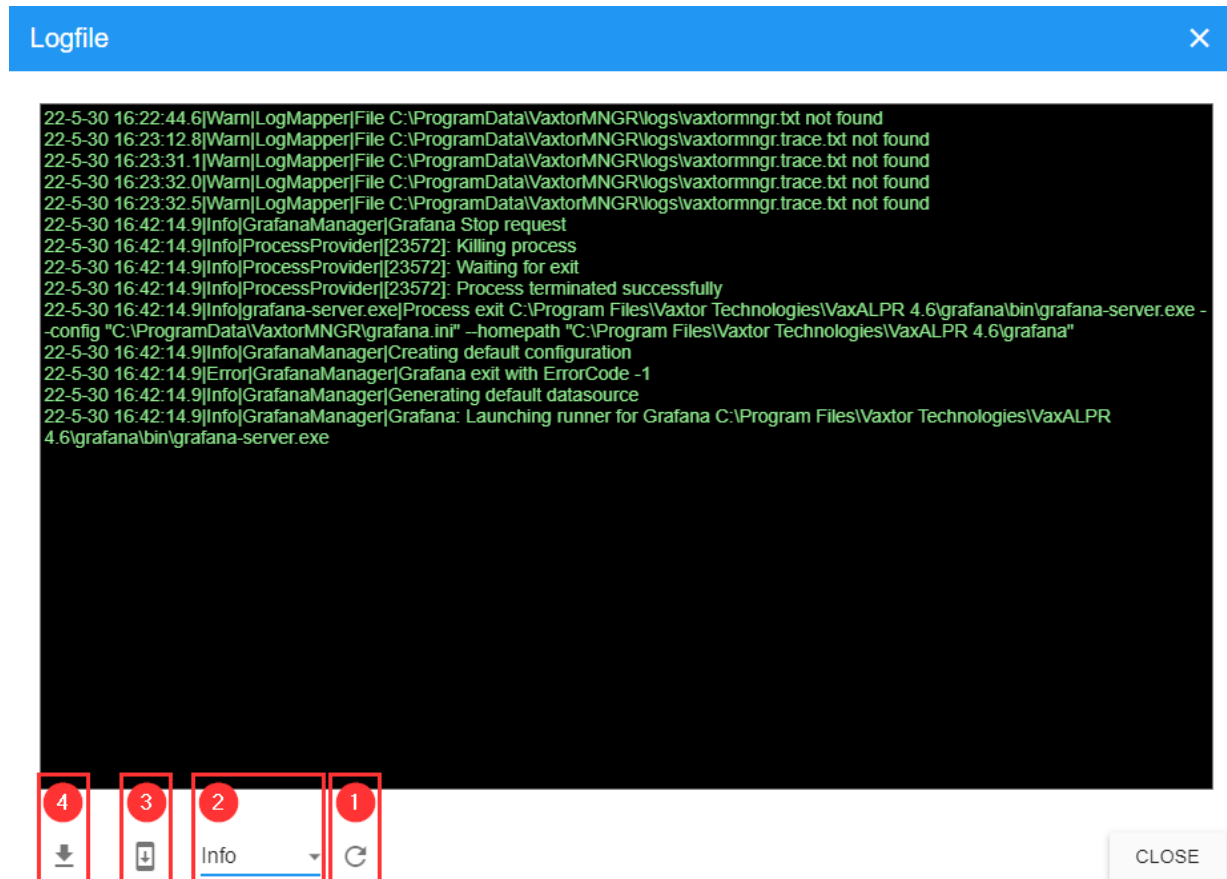 Logfile
22-5-30 16:22:44.6|Warn|LogMapper|File C:\ProgramData\VaxtorMNGR\logs\vaxtormngr.txt not found
22-5-30 16:23:12.8|Warn|LogMapper|File C:\ProgramData\VaxtorMNGR\logs\vaxtormngr.trace.txt not found
22-5-30 16:23:31.1|Warn|LogMapper|File C:\ProgramData\VaxtorMNGR\logs\vaxtormngr.trace.txt not found
22-5-30 16:23:32.0|Warn|LogMapper|File C:\ProgramData\VaxtorMNGR\logs\vaxtormngr.trace.txt not found
22-5-30 16:23:32.5|Warn|LogMapper|File C:\ProgramData\VaxtorMNGR\logs\vaxtormngr.trace.txt not found
22-5-30 16:42:14.9|Info|GrafanaManager|Grafana Stop request
22-5-30 16:42:14.9|Info|ProcessProvider|[23572]: Killing process
22-5-30 16:42:14.9|Info|ProcessProvider|[23572]: Waiting for exit
22-5-30 16:42:14.9|Info|ProcessProvider|[23572]: Process terminated successfully
22-5-30 16:42:14.9|Info|grafana-server.exe|Process exit C:\Program Files\Vaxtor Technologies\VaxALPR 4.6\grafana\bin\grafana-server.exe -
-config "C:\ProgramData\VaxtorMNGR\grafana.ini" --homepath "C:\Program Files\Vaxtor Technologies\VaxALPR 4.6\grafana"
22-5-30 16:42:14.9|Info|GrafanaManager|Creating default configuration
22-5-30 16:42:14.9|Error|GrafanaManager|Grafana exit with ErrorCode -1
22-5-30 16:42:14.9|Info|GrafanaManager|Generating default datasource
22-5-30 16:42:14.9|Info|GrafanaManager|Grafana: Launching runner for Grafana C:\Program Files\Vaxtor Technologies\VaxALPR
4.6\grafana\bin\grafana-server.exe
4 3 2 1
Info
CLOSE